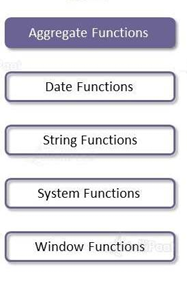 Aggregate Functions
Date Functions
String Functions
System Functions
Window Functions